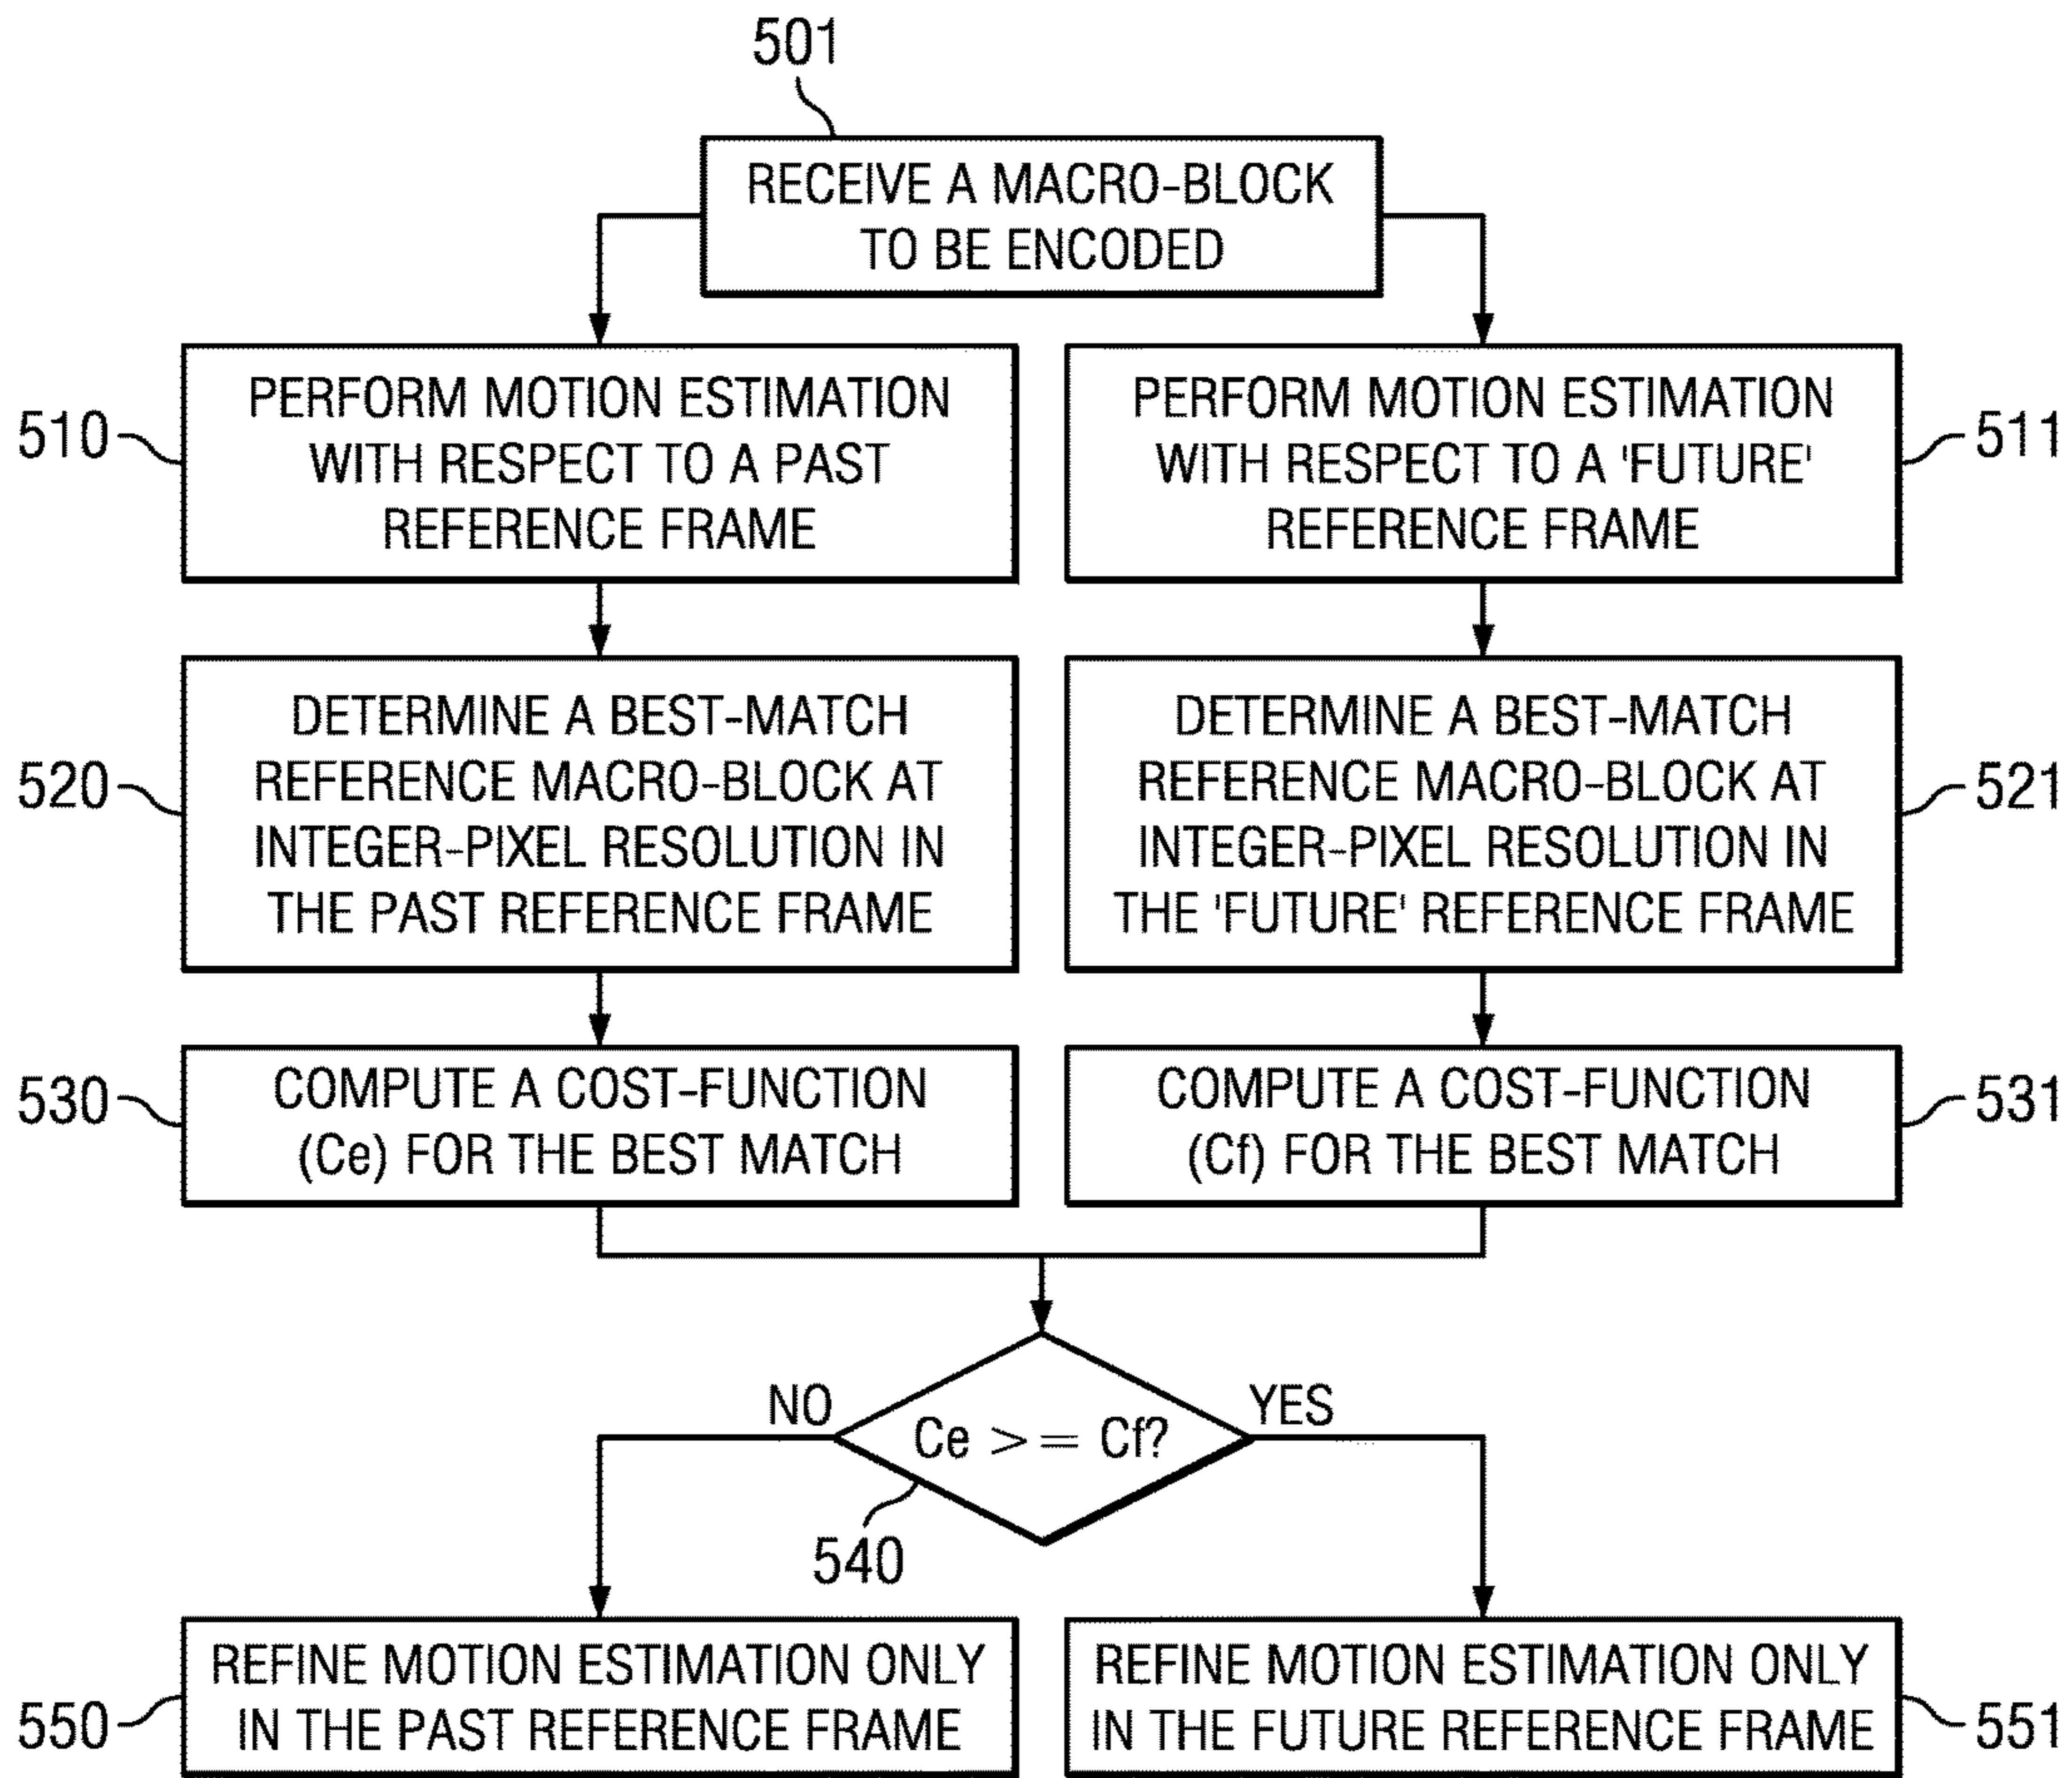 501
RECEIVE A MACRO-BLOCK
TO BE ENCODED
510
PERFORM MOTION ESTIMATION
WITH RESPECT TO A PAST
REFERENCE FRAME
PERFORM MOTION ESTIMATION
WITH RESPECT TO A 'FUTURE'
REFERENCE FRAME
511
520
DETERMINE A BEST-MATCH
REFERENCE MACRO-BLOCK AT
INTEGER-PIXEL RESOLUTION IN
THE PAST REFERENCE FRAME
DETERMINE A BEST-MATCH
REFERENCE MACRO-BLOCK AT
INTEGER-PIXEL RESOLUTION IN
THE 'FUTURE' REFERENCE FRAME
521
530
COMPUTE A COST-FUNCTION
(Ce) FOR THE BEST MATCH
COMPUTE A COST-FUNCTION
(Cf) FOR THE BEST MATCH
531
NO
Ce >= Cf?
YES
540
550
REFINE MOTION ESTIMATION ONLY
IN THE PAST REFERENCE FRAME
REFINE MOTION ESTIMATION ONLY
IN THE FUTURE REFERENCE FRAME
551